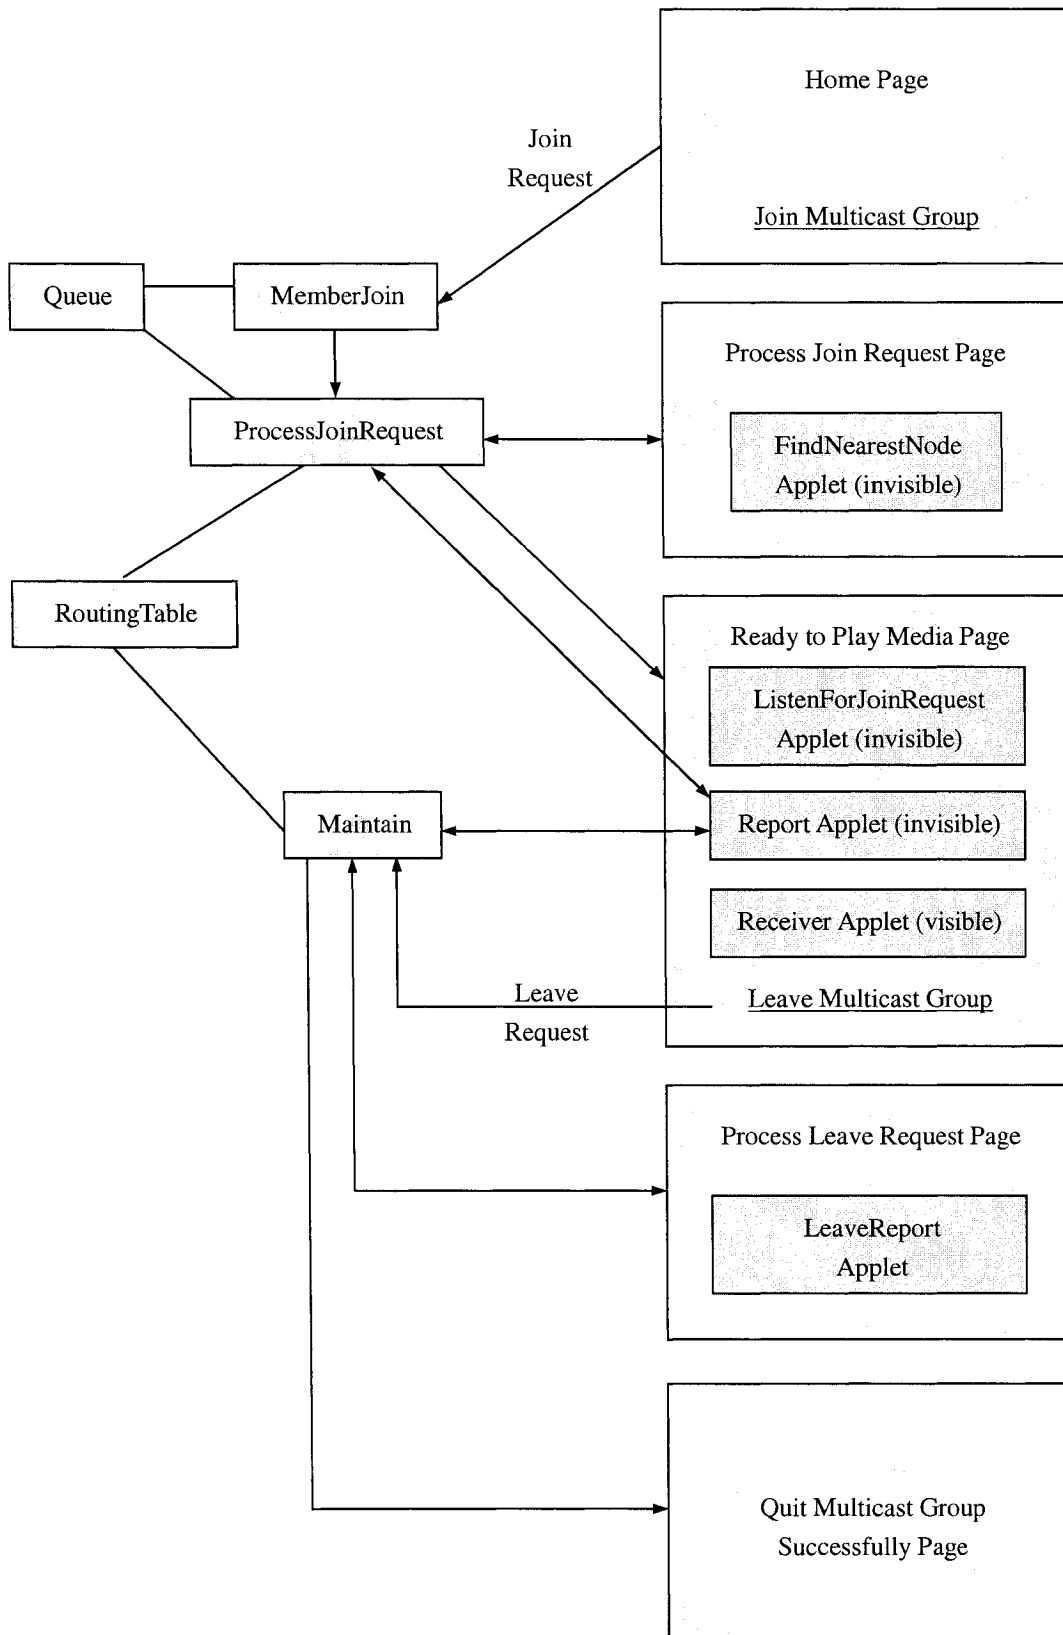 Home Page
Join
Request
Join Multicast Group
Queue
MemberJoin
Process Join Request Page
ProcessJoinRequest
FindNearestNode
Applet (invisible)
RoutingTable
Ready to Play Media Page
ListenForJoinRequest
Applet (invisible)
Maintain
Report Applet (invisible)
Receiver Applet (visible)
Leave
Request
Leave Multicast Group
Process Leave Request Page
LeaveReport
Applet
Quit Multicast Group
Successfully Page